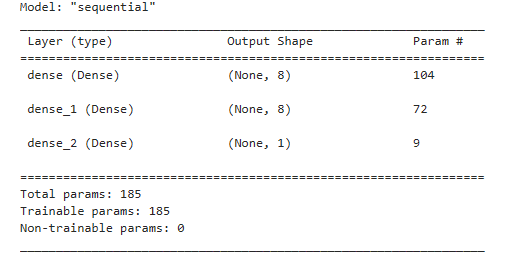 Model: "sequential"
_________________________________________________________________
Layer (type) Output Shape Param #
=================================================================
dense (Dense) (None, 8) 104
dense_1 (Dense) (None, 8) 72
dense_2 (Dense) (None, 1) 9
=================================================================
Total params: 185
Trainable params: 185
Non-trainable params: 0
_________________________________________________________________